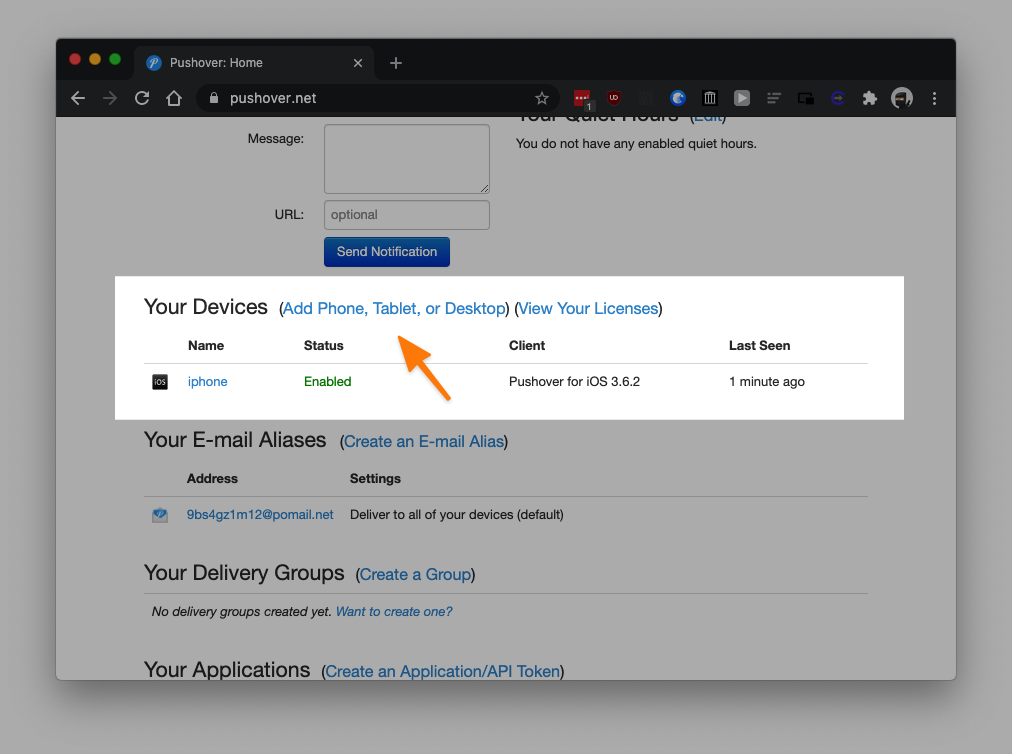 Pushover: Home
pushover.net
1
Your Quiet Hours (Edit)
Message:
You do not have any enabled quiet hours.
URL:
optional
Send Notification
Your Devices (Add Phone, Tablet, or Desktop) (View Your Licenses)
Name Status Client Last Seen
iOS iphone Enabled Pushover for iOS 3.6.2 1 minute ago
Your E-mail Aliases (Create an E-mail Alias)
Address Settings
9bs4gz1m12@pomail.net Deliver to all of your devices (default)
Your Delivery Groups (Create a Group)
No delivery groups created yet. Want to create one?
Your Applications (Create an Application/API Token)